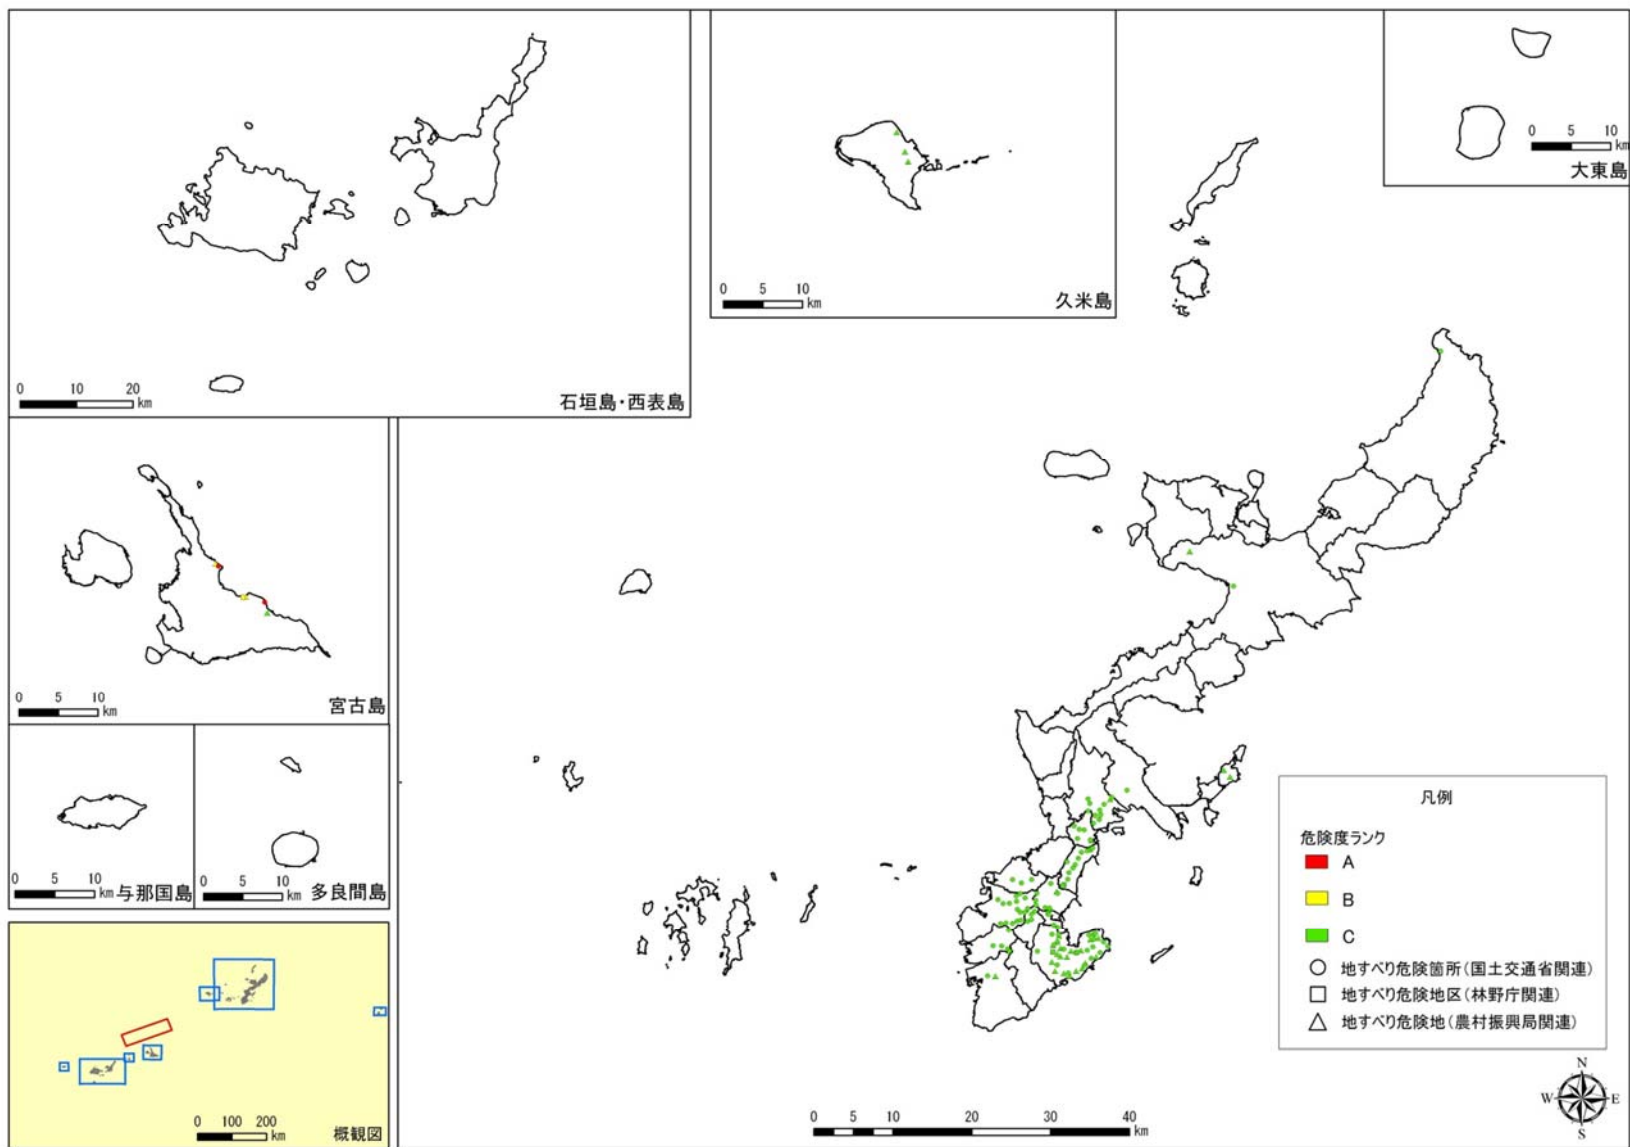 0 5 10
km
大東島
0 5 10
km
久米島
0 10 20
km
石垣島・西表島
0 5 10
km
宮古島
0 5 10
km
与那国島
0 5 10
km
多良間島
0 100 200
km
概観図
凡例
危険度ランク
A
B
C
地すべり危険箇所(国土交通省関連)
地すべり危険地区(林野庁関連)
地すべり危険地(農村振興局関連)
N
W E
S
0 5 10 20 30 40
km